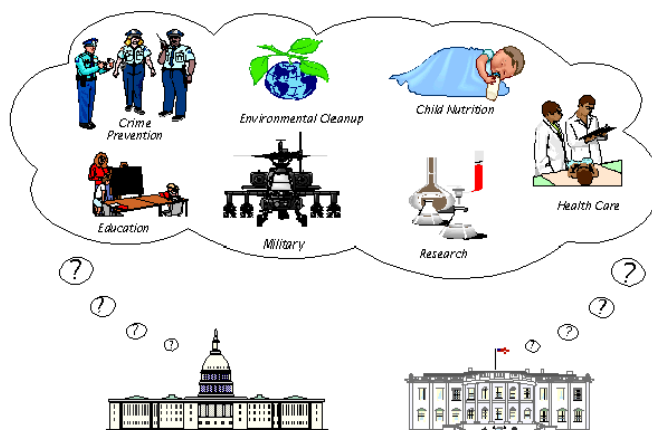 Crime
Prevention
Environmental Cleanup
Child Nutrition
Education
Military
Research
Health Care
?
?
?
?
?
?
?
?